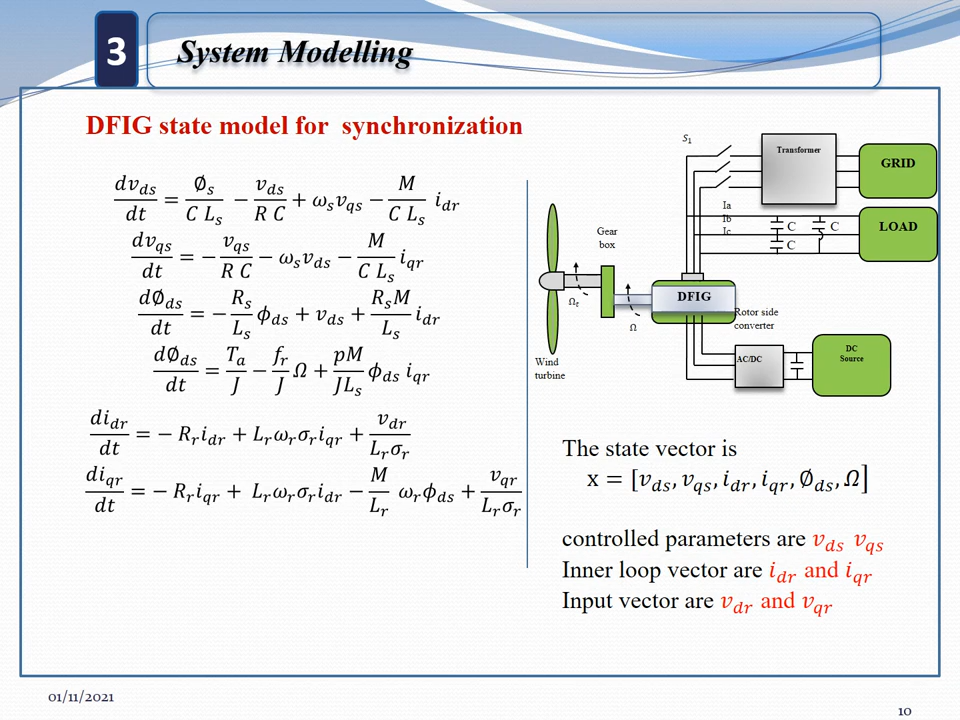 3
System Modelling
DFIG state model for synchronization
dv_ds/dt = ∅_s/(C L_s) − v_ds/(R C) + ω_s v_qs − M/(C L_s) i_dr
dv_qs/dt = − v_qs/(R C) − ω_s v_ds − M/(C L_s) i_qr
d∅_ds/dt = − R_s/L_s ϕ_ds + v_ds + R_s M/L_s i_dr
d∅_ds/dt = T_a/J − f_r/J Ω + pM/(JL_s) ϕ_ds i_qr
di_dr/dt = − R_r i_dr + L_r ω_r σ_r i_qr + v_dr/(L_r σ_r)
di_qr/dt = − R_r i_qr + L_r ω_r σ_r i_dr − M/L_r ω_r ϕ_ds + v_qr/(L_r σ_r)
S_1
Transformer
GRID
Ia
Ib
Ic
C
C
C
LOAD
Gear
box
Ω_t
Ω
DFIG
Rotor side
converter
Wind
turbine
AC/DC
DC
Source
The state vector is
x = [v_ds, v_qs, i_dr, i_qr, ∅_ds, Ω]
controlled parameters are v_ds v_qs
Inner loop vector are i_dr and i_qr
Input vector are v_dr and v_qr
01/11/2021
10